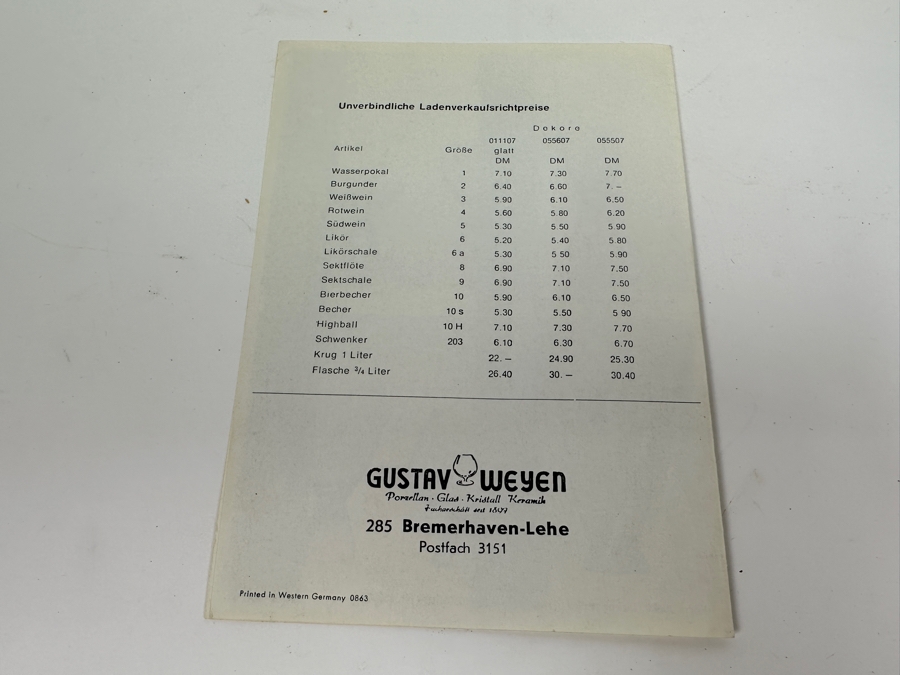 Unverbindliche Ladenverkaufsrichtpreise
Dekore
011107 055607 055507
Artikel Größe glatt
DM DM DM
Wasserpokal 1 7.10 7.30 7.70
Burgunder 2 6.40 6.60 7. –
Weißwein 3 5.90 6.10 6.50
Rotwein 4 5.60 5.80 6.20
Südwein 5 5.30 5 50 5.90
Likör 6 5.20 5.40 5.80
Likörschale 6 a 5.30 5 50 5.90
Sektflöte 8 6.90 7.10 7.50
Sektschale 9 6.90 7.10 7.50
Bierbecher 10 5.90 6.10 6.50
Becher 10 s 5.30 5.50 5 90
Highball 10 H 7.10 7.30 7.70
Schwenker 203 6.10 6.30 6.70
Krug 1 Liter 22. – 24.90 25.30
Flasche ³/₄ Liter 26.40 30. – 30.40
GUSTAV WEYEN
Porzellan · Glas · Kristall Keramik
Fachgeschäft seit
285 Bremerhaven-Lehe
Postfach 3151
Printed in Western Germany 0863